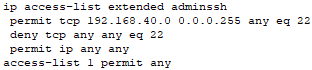 ip access-list extended adminssh
permit tcp 192.168.40.0 0.0.0.255 any eq 22
deny tcp any any eq 22
permit ip any any
access-list 1 permit any